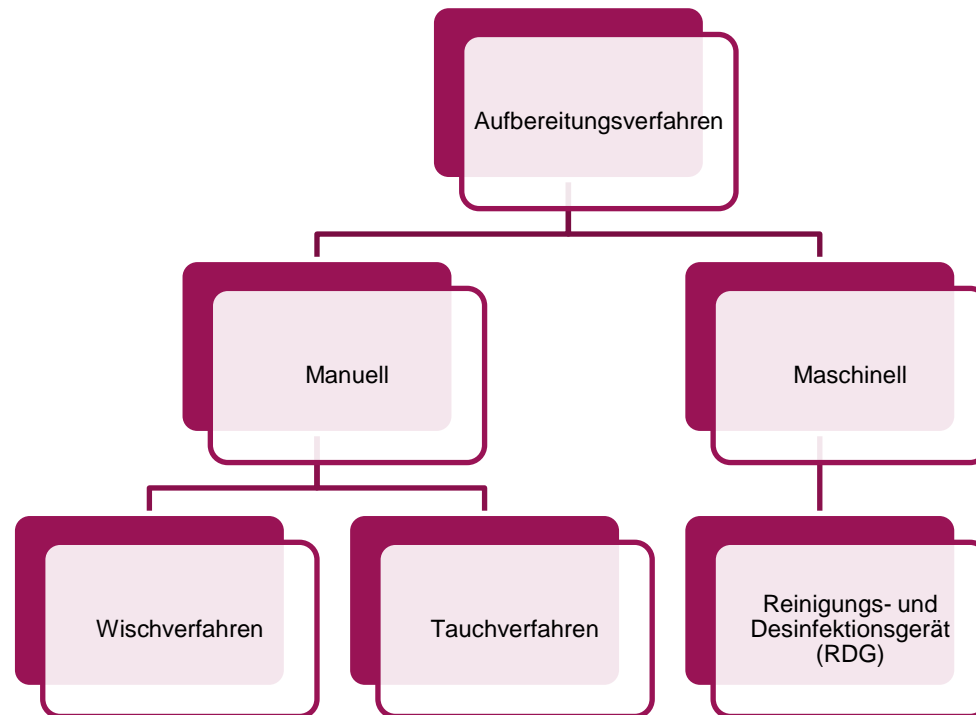 Aufbereitungsverfahren
Manuell
Maschinell
Wischverfahren
Tauchverfahren
Reinigungs- und
Desinfektionsgerät
(RDG)